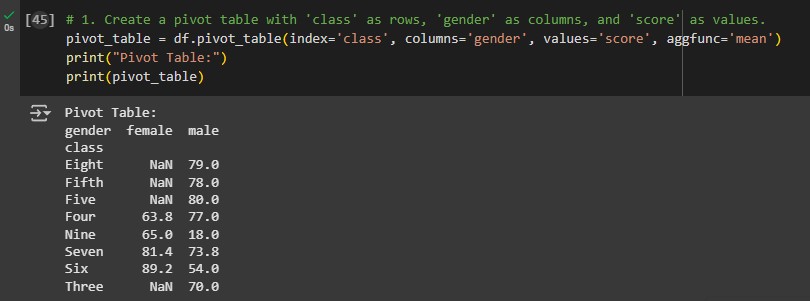 [45] # 1. Create a pivot table with 'class' as rows, 'gender' as columns, and 'score' as values.
0s
pivot_table = df.pivot_table(index='class', columns='gender', values='score', aggfunc='mean')
print("Pivot Table:")
print(pivot_table)
Pivot Table:
gender  female  male
class
Eight      NaN  79.0
Fifth      NaN  78.0
Five       NaN  80.0
Four      63.8  77.0
Nine      65.0  18.0
Seven     81.4  73.8
Six       89.2  54.0
Three      NaN  70.0